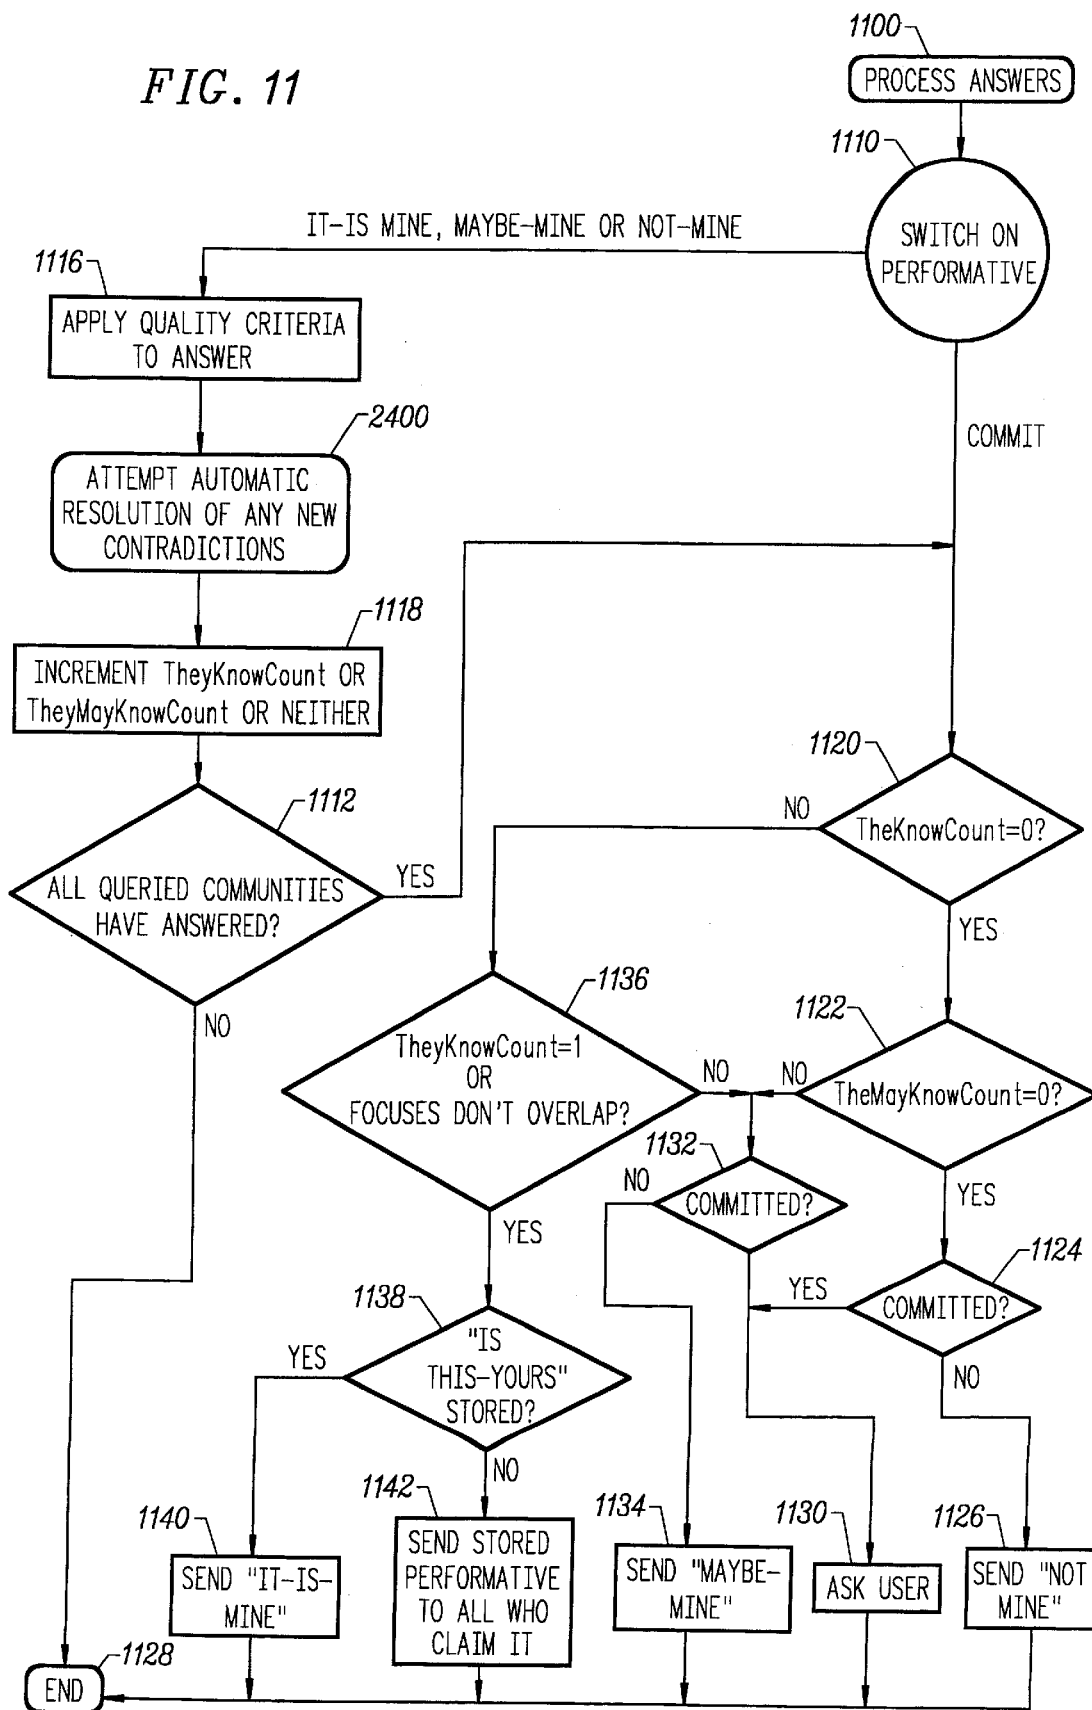 FIG. 11
1100
PROCESS ANSWERS
1110
SWITCH ON
PERFORMATIVE
IT-IS MINE, MAYBE-MINE OR NOT-MINE
1116
APPLY QUALITY CRITERIA
TO ANSWER
COMMIT
2400
ATTEMPT AUTOMATIC
RESOLUTION OF ANY NEW
CONTRADICTIONS
1118
INCREMENT TheyKnowCount OR
TheyMayKnowCount OR NEITHER
1112
ALL QUERIED COMMUNITIES
HAVE ANSWERED?
YES
NO
1120
TheKnowCount=0?
NO
YES
1136
TheyKnowCount=1
OR
FOCUSES DON'T OVERLAP?
NO
YES
1122
TheMayKnowCount=0?
NO
YES
1132
COMMITTED?
NO
1124
COMMITTED?
YES
NO
1138
"IS
THIS-YOURS"
STORED?
YES
NO
1140
SEND "IT-IS-
MINE"
1142
SEND STORED
PERFORMATIVE
TO ALL WHO
CLAIM IT
1134
SEND "MAYBE-
MINE"
1130
ASK USER
1126
SEND "NOT
MINE"
1128
END